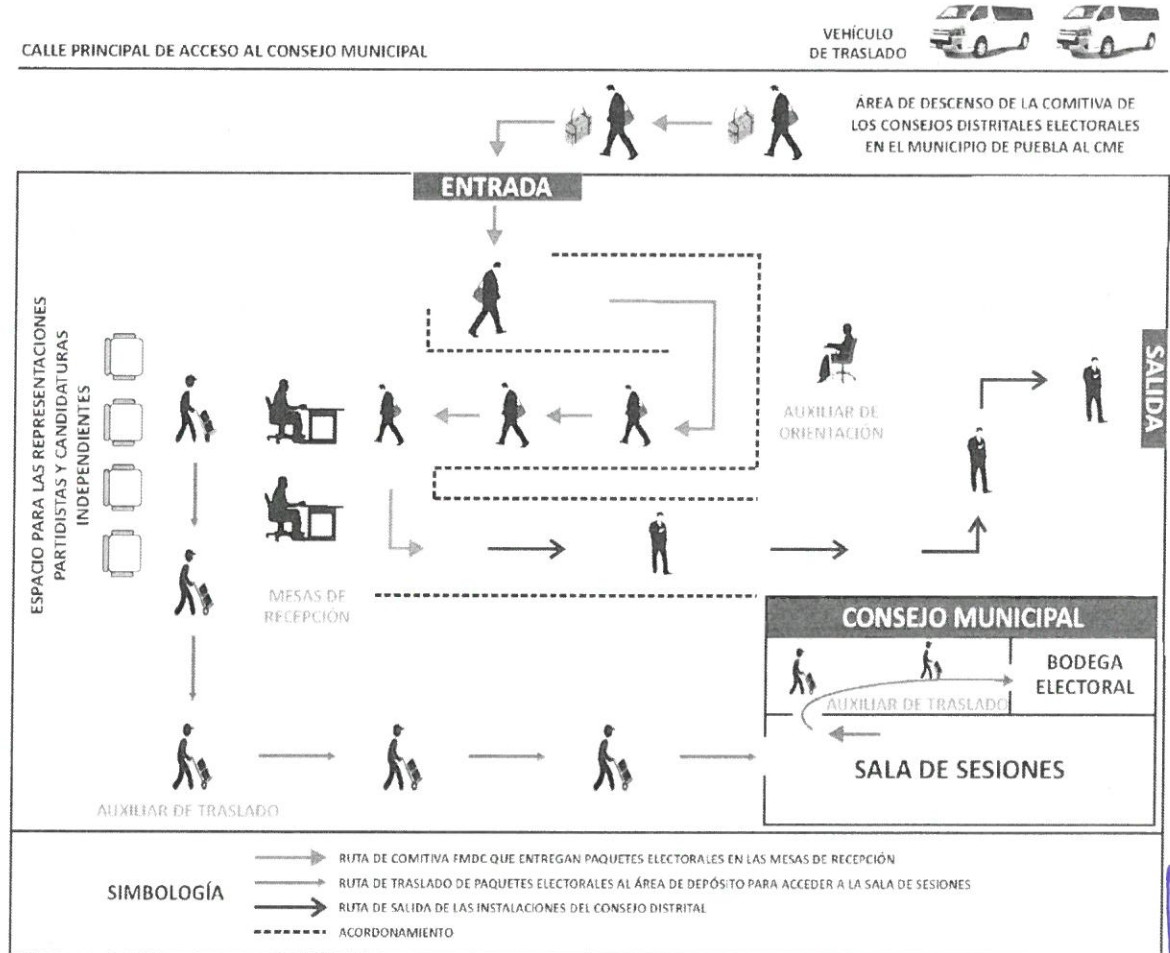 CALLE PRINCIPAL DE ACCESO AL CONSEJO MUNICIPAL
VEHÍCULO
DE TRASLADO
ÁREA DE DESCENSO DE LA COMITIVA DE
LOS CONSEJOS DISTRITALES ELECTORALES
EN EL MUNICIPIO DE PUEBLA AL CME
ENTRADA
ESPACIO PARA LAS REPRESENTACIONES
PARTIDISTAS Y CANDIDATURAS
INDEPENDIENTES
AUXILIAR DE
ORIENTACIÓN
SALIDA
MESAS DE
RECEPCIÓN
CONSEJO MUNICIPAL
BODEGA
ELECTORAL
AUXILIAR DE TRASLADO
SALA DE SESIONES
AUXILIAR DE TRASLADO
SIMBOLOGÍA
RUTA DE COMITIVA FMDC QUE ENTREGAN PAQUETES ELECTORALES EN LAS MESAS DE RECEPCIÓN
RUTA DE TRASLADO DE PAQUETES ELECTORALES AL ÁREA DE DEPÓSITO PARA ACCEDER A LA SALA DE SESIONES
RUTA DE SALIDA DE LAS INSTALACIONES DEL CONSEJO DISTRITAL
ACORDONAMIENTO